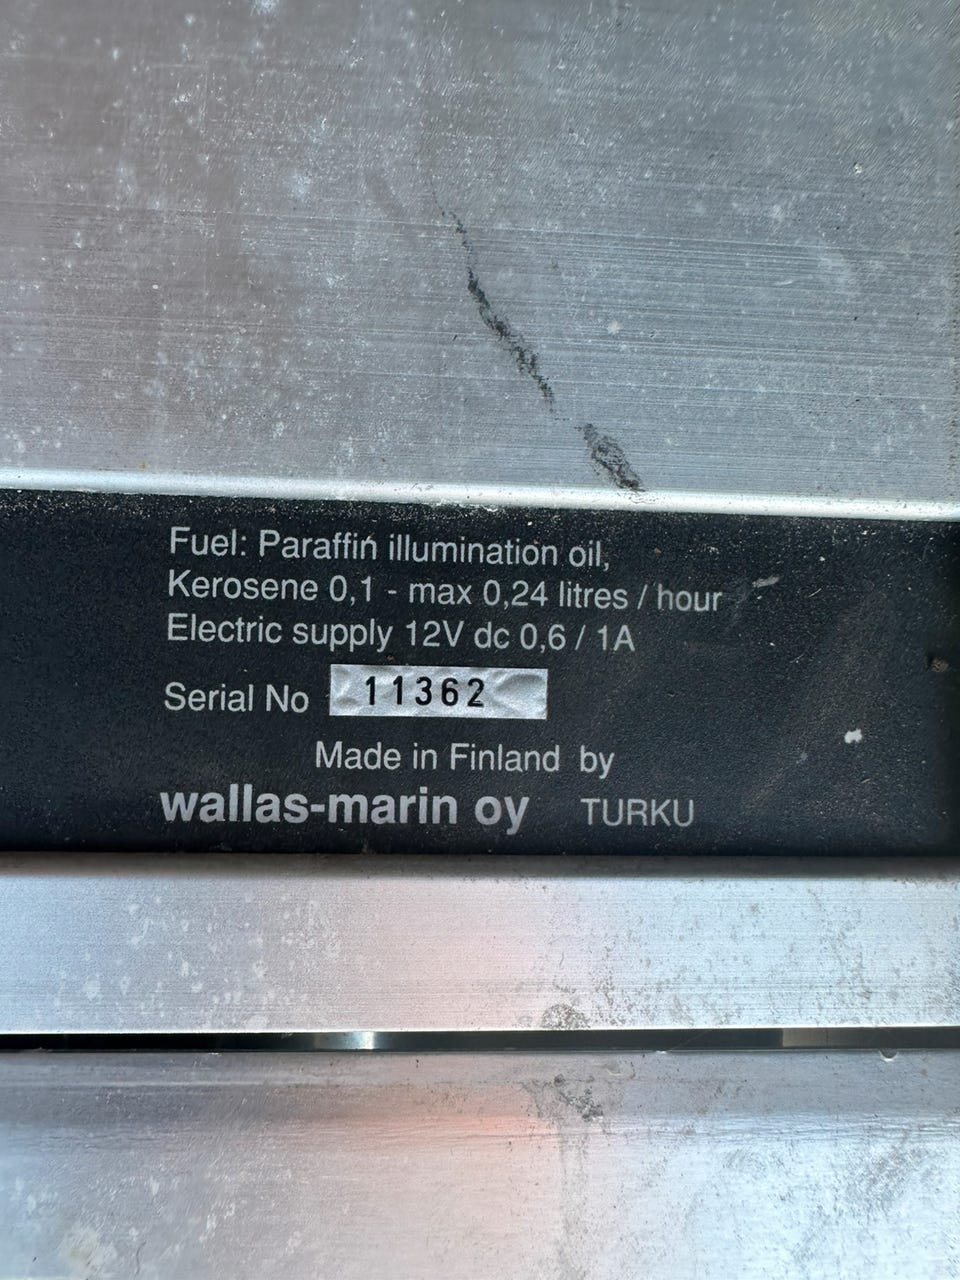 Fuel: Paraffin illumination oil,
Kerosene 0,1 - max 0,24 litres / hour
Electric supply 12V dc 0,6 / 1A
Serial No 11362
Made in Finland by
wallas-marin oy TURKU